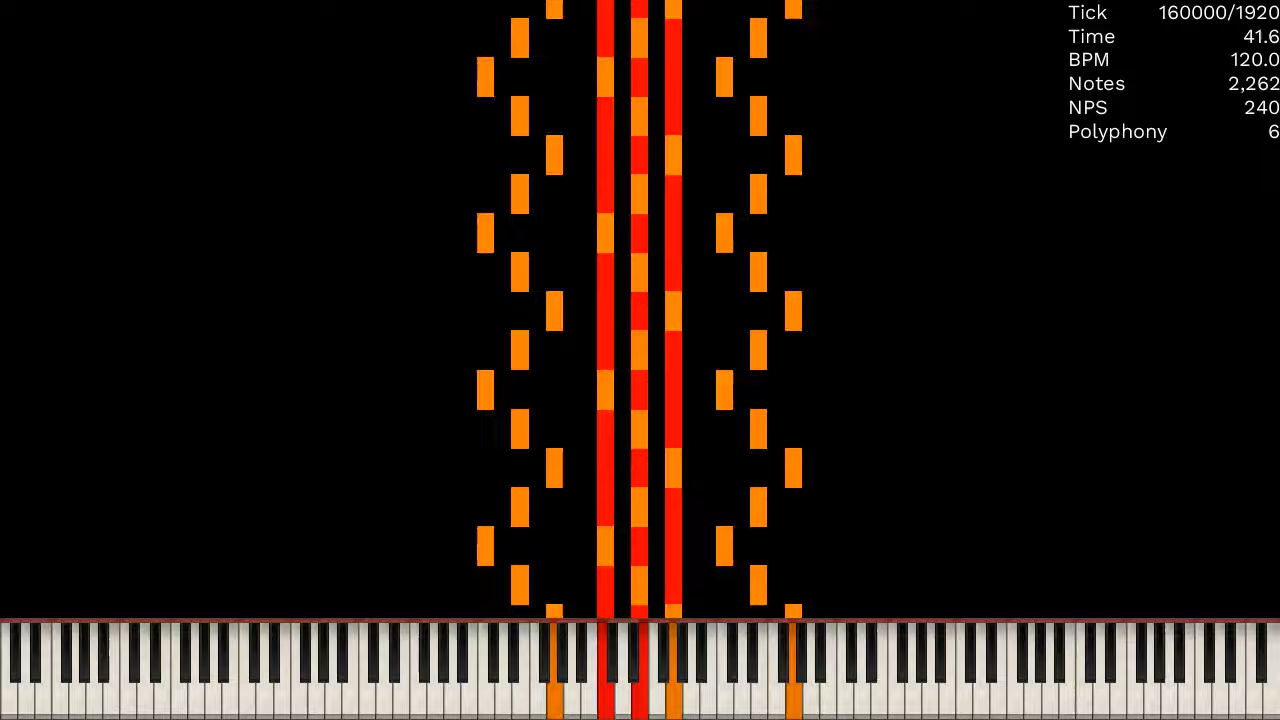 Tick 160000/1920
Time 41.6
BPM 120.0
Notes 2,262
NPS 240
Polyphony 6